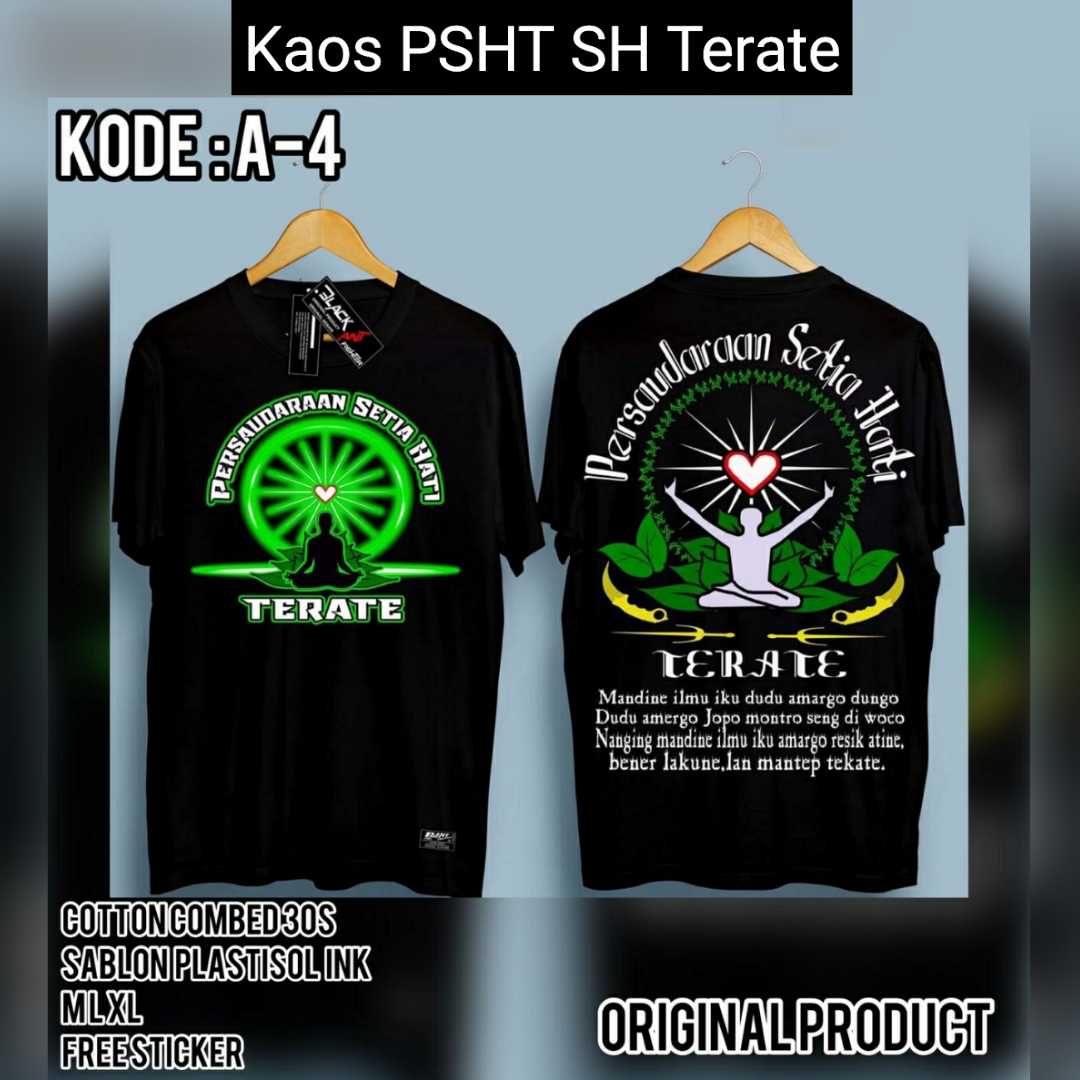 Kaos PSHT SH Terate
KODE : A-4
BLACK
ANT
PERSAUDARAAN SETIA HATI
TERATE
Persaudaraan Setia Hati
TERATE
Mandine ilmu iku dudu amargo dungo
Dudu amergo Jopo montro seng di woco
Nanging mandine ilmu iku amargo resik atine,
bener lakune,lan mantep tekate.
COTTON COMBED 30S
SABLON PLASTISOL INK
M L XL
FREE STICKER
ORIGINAL PRODUCT